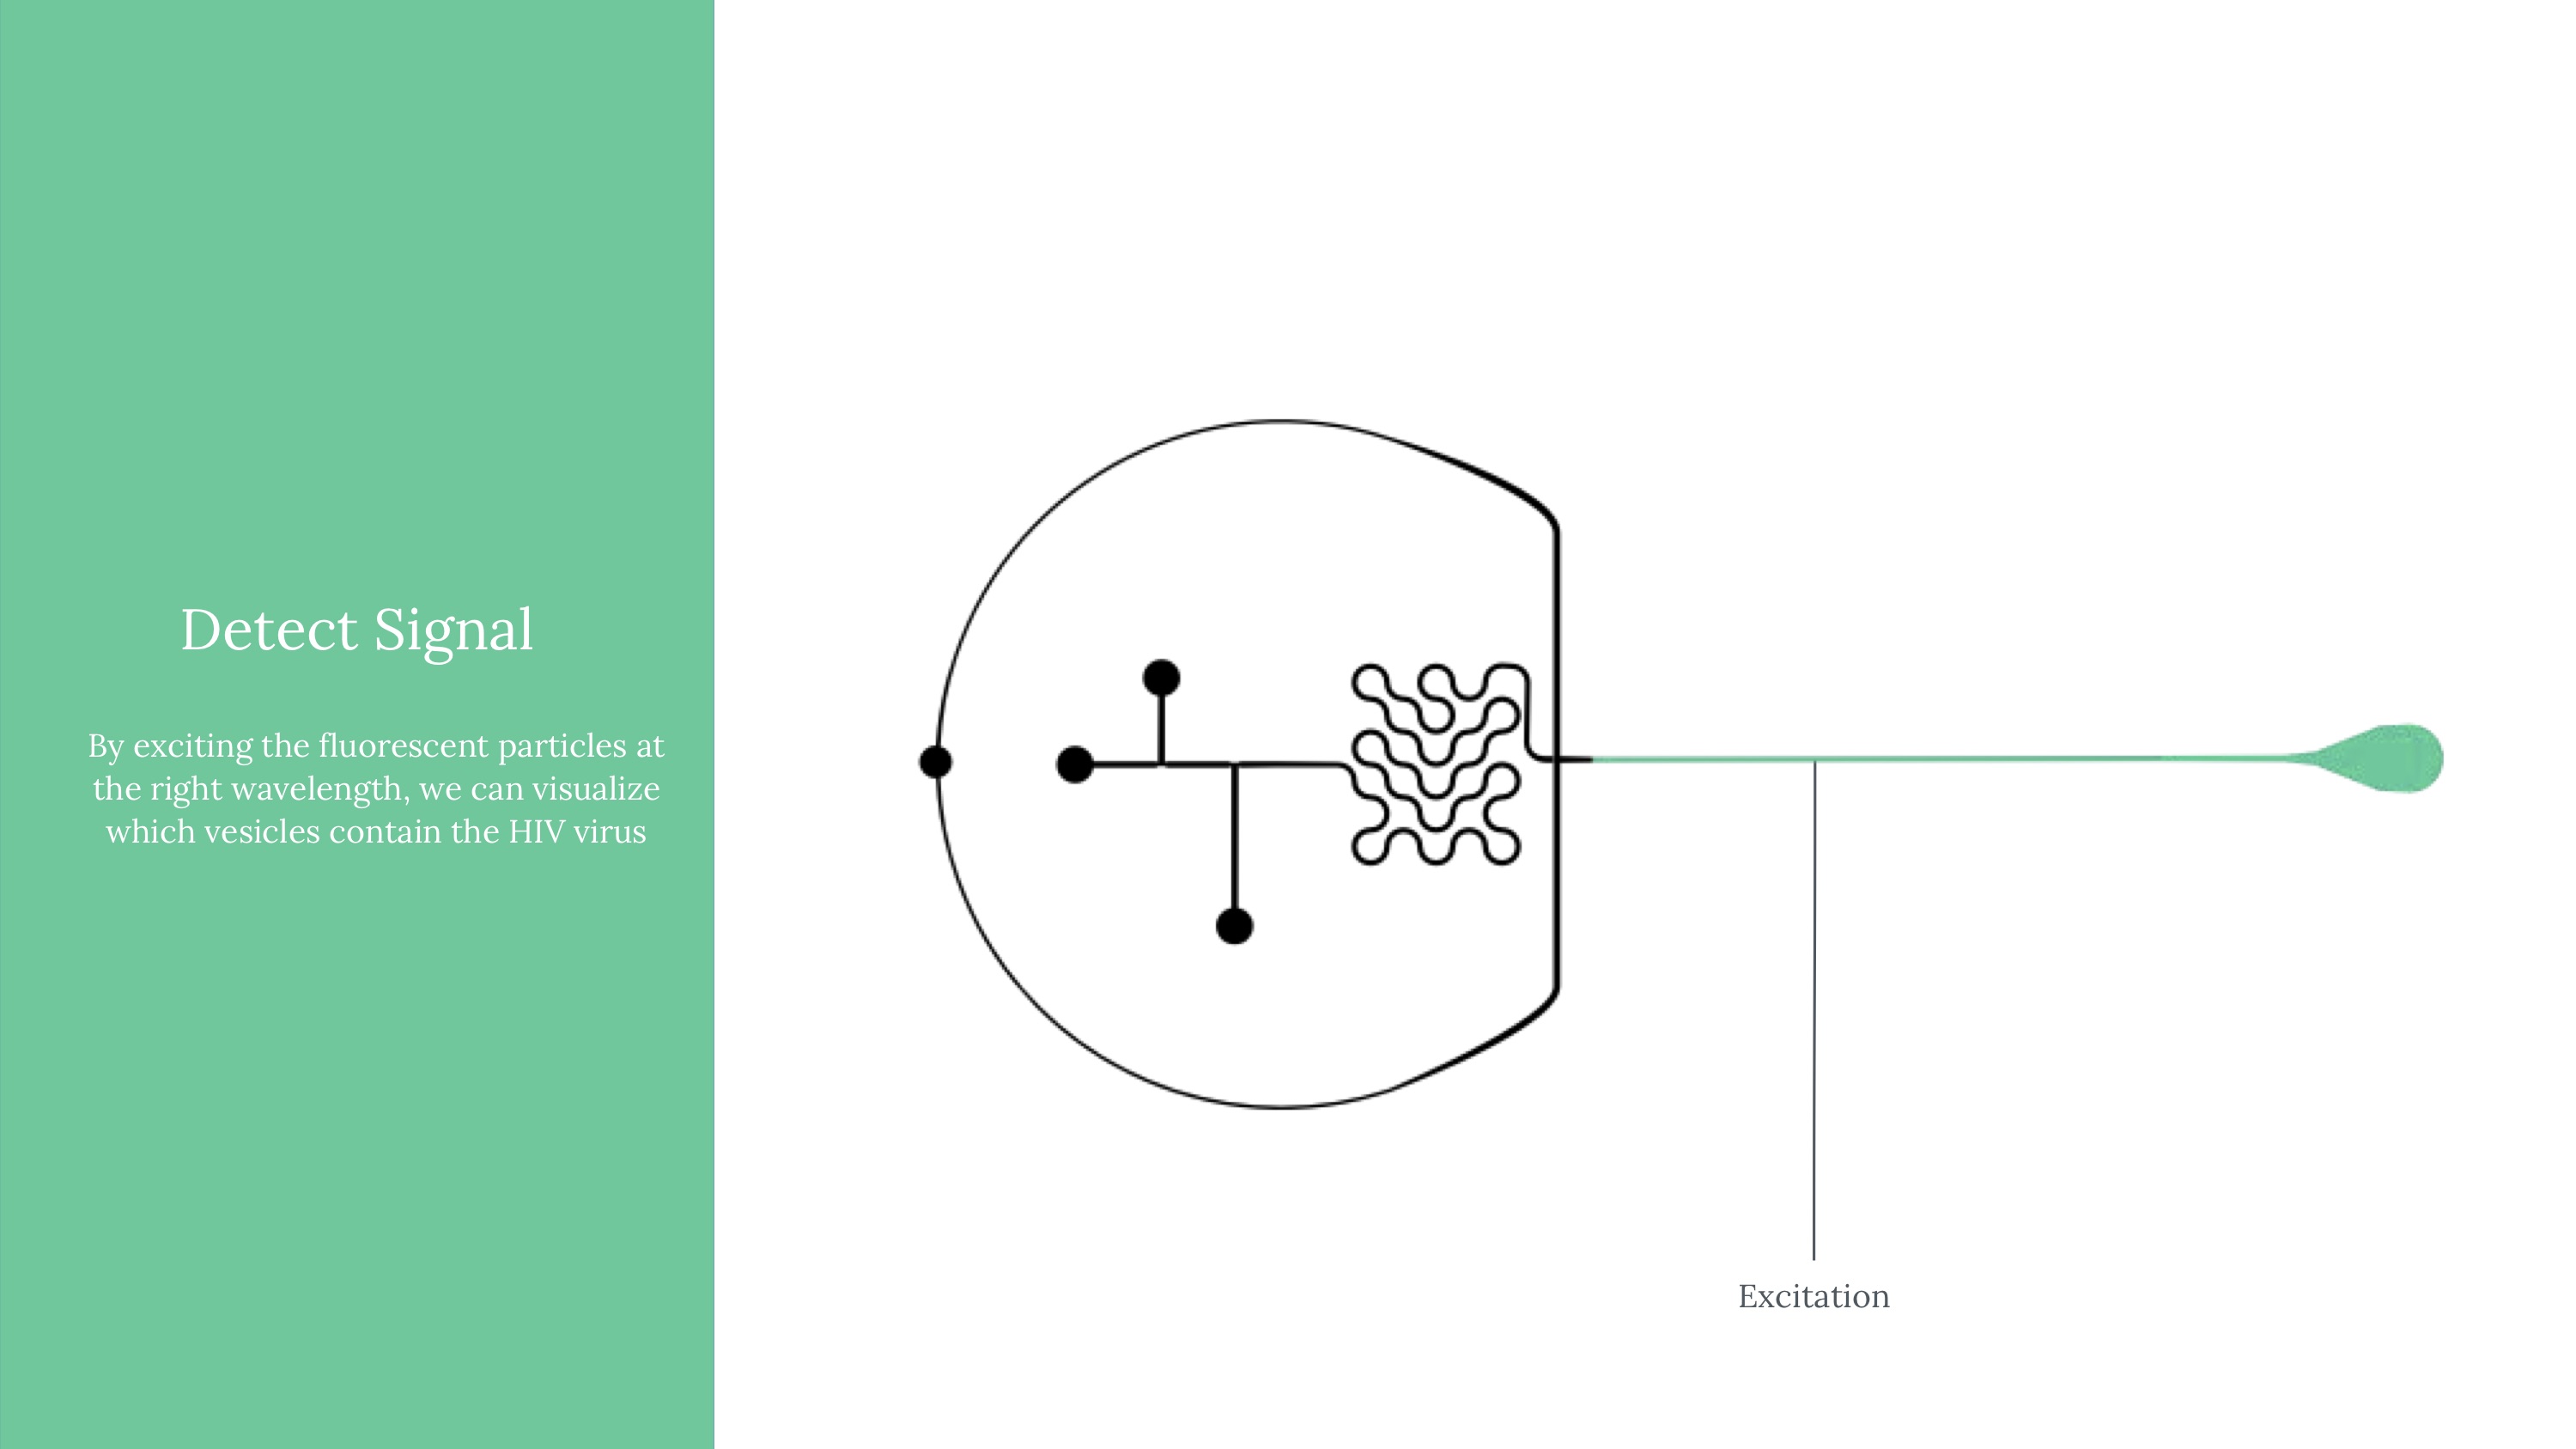 Detect Signal
By exciting the fluorescent particles at
the right wavelength, we can visualize
which vesicles contain the HIV virus
Excitation